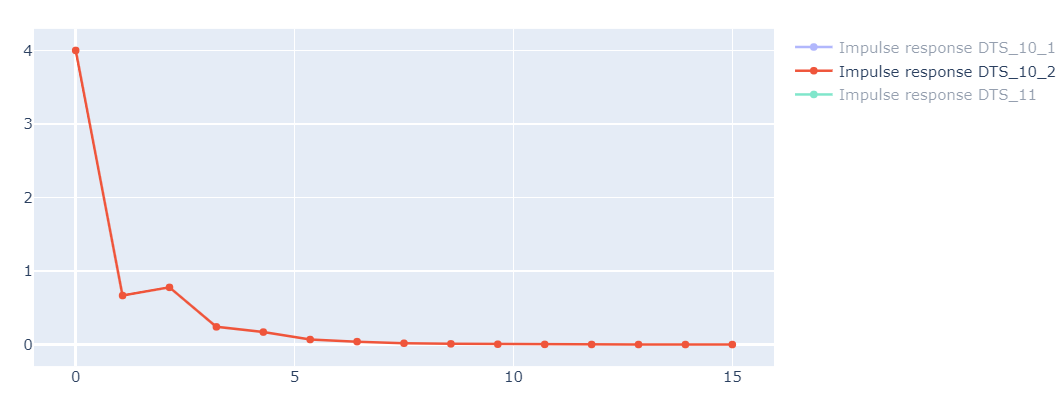 4
3
2
1
0
0 5 10 15
Impulse response DTS_10_1
Impulse response DTS_10_2
Impulse response DTS_11